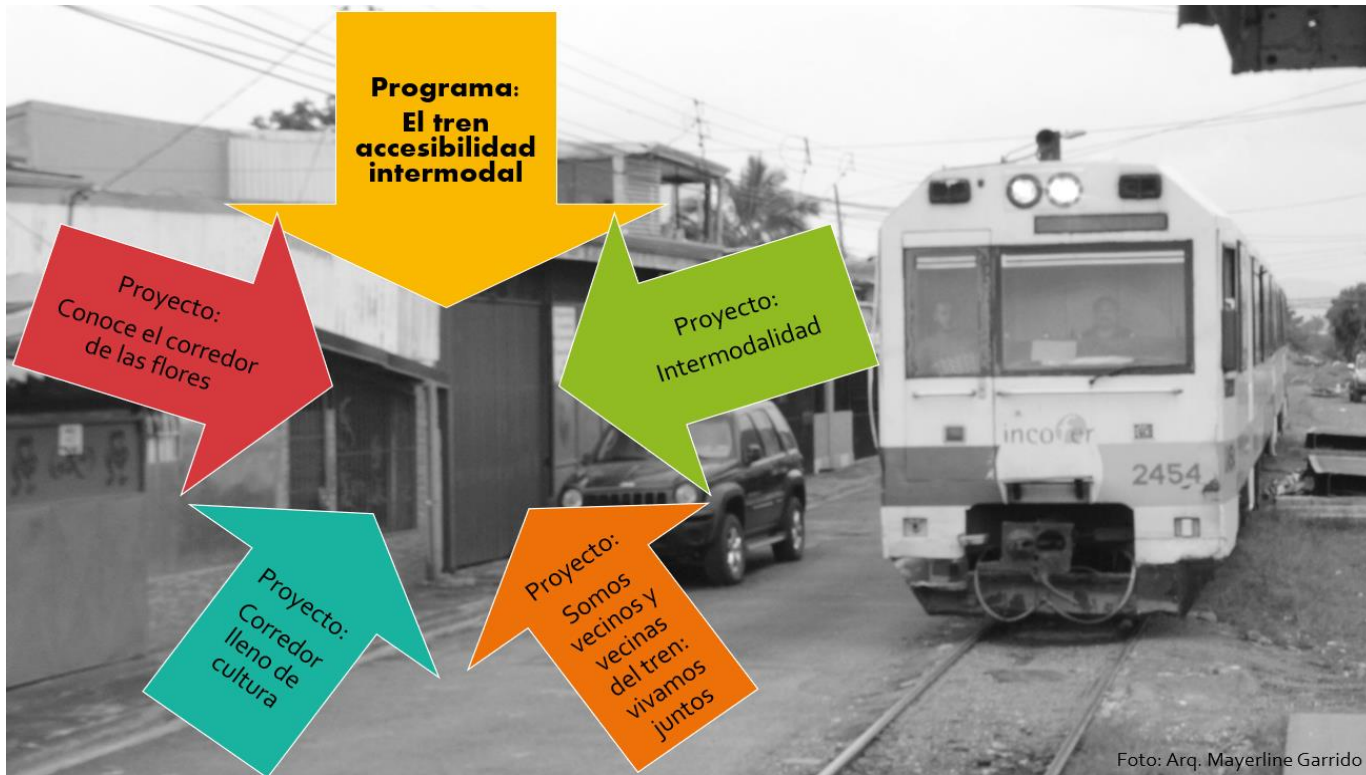 Programa:
El tren
accesibilidad
intermodal
Proyecto:
Conoce el corredor
de las flores
Proyecto:
Intermodalidad
Proyecto:
Corredor
lleno de
cultura
Proyecto:
Somos
vecinos y
vecinas
del tren:
vivamos
juntos
incofer
2454
Foto: Arq. Mayerline Garrido